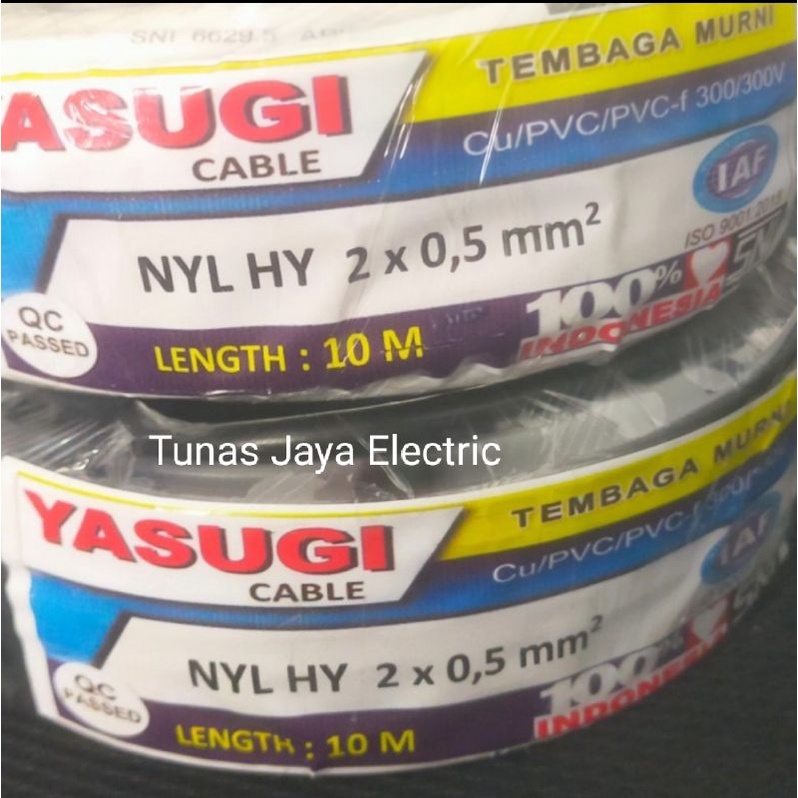 SNI 6629.5
TEMBAGA MURNI
YASUGI
CABLE
Cu/PVC/PVC-f 300/300V
IAF
ISO 9001:2015
NYL HY 2 x 0,5 mm²
QC
PASSED
100%
SNI
INDONESIA
LENGTH : 10 M
Tunas Jaya Electric
YASUGI
CABLE
TEMBAGA MURNI
Cu/PVC/PVC-f
IAF
NYL HY 2 x 0,5 mm²
QC
PASSED
100%
SNI
INDONESIA
LENGTH : 10 M